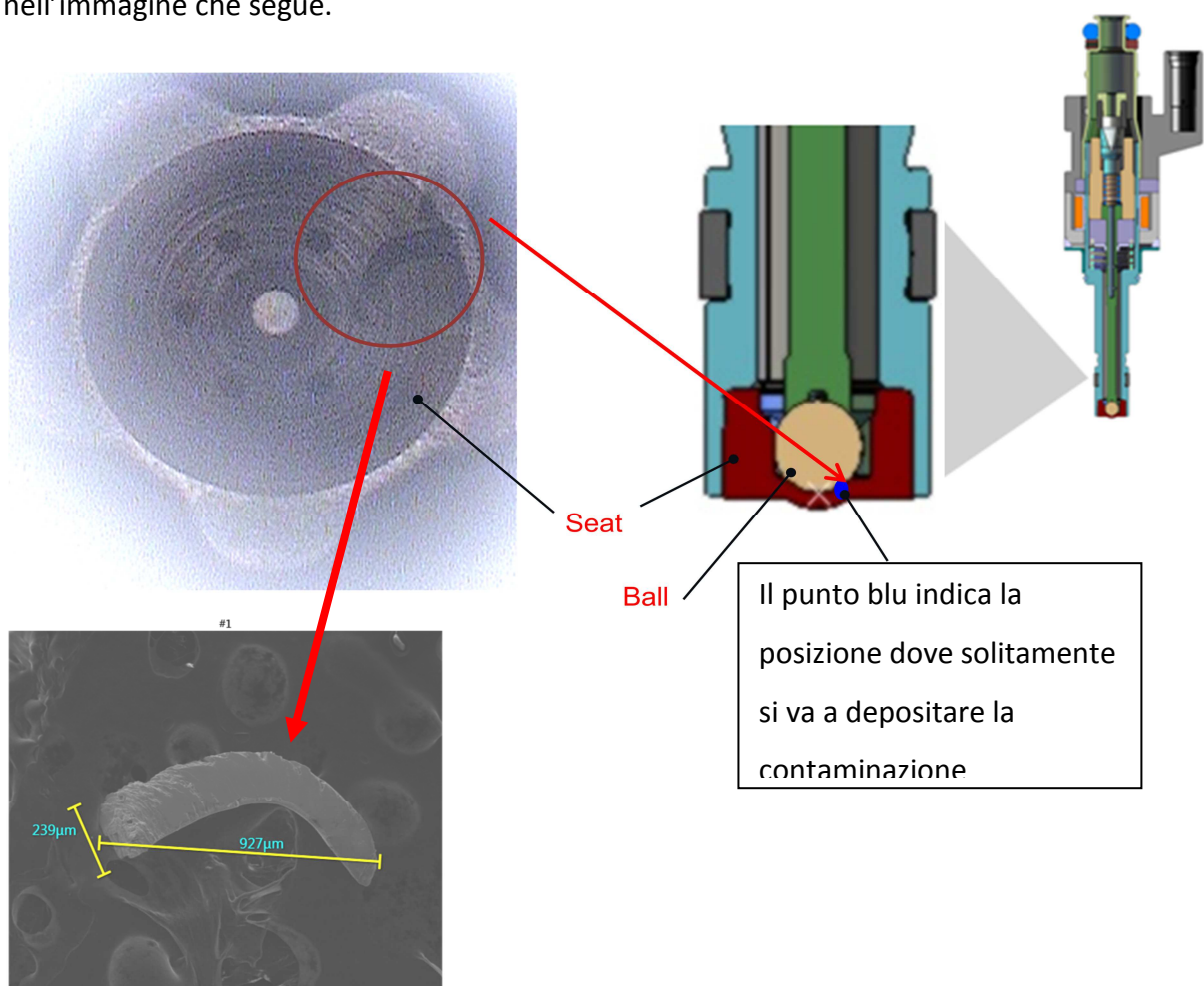 nell'immagine che segue.
Seat
Ball
Il punto blu indica la
posizione dove solitamente
si va a depositare la
contaminazione
#1
239µm
927µm